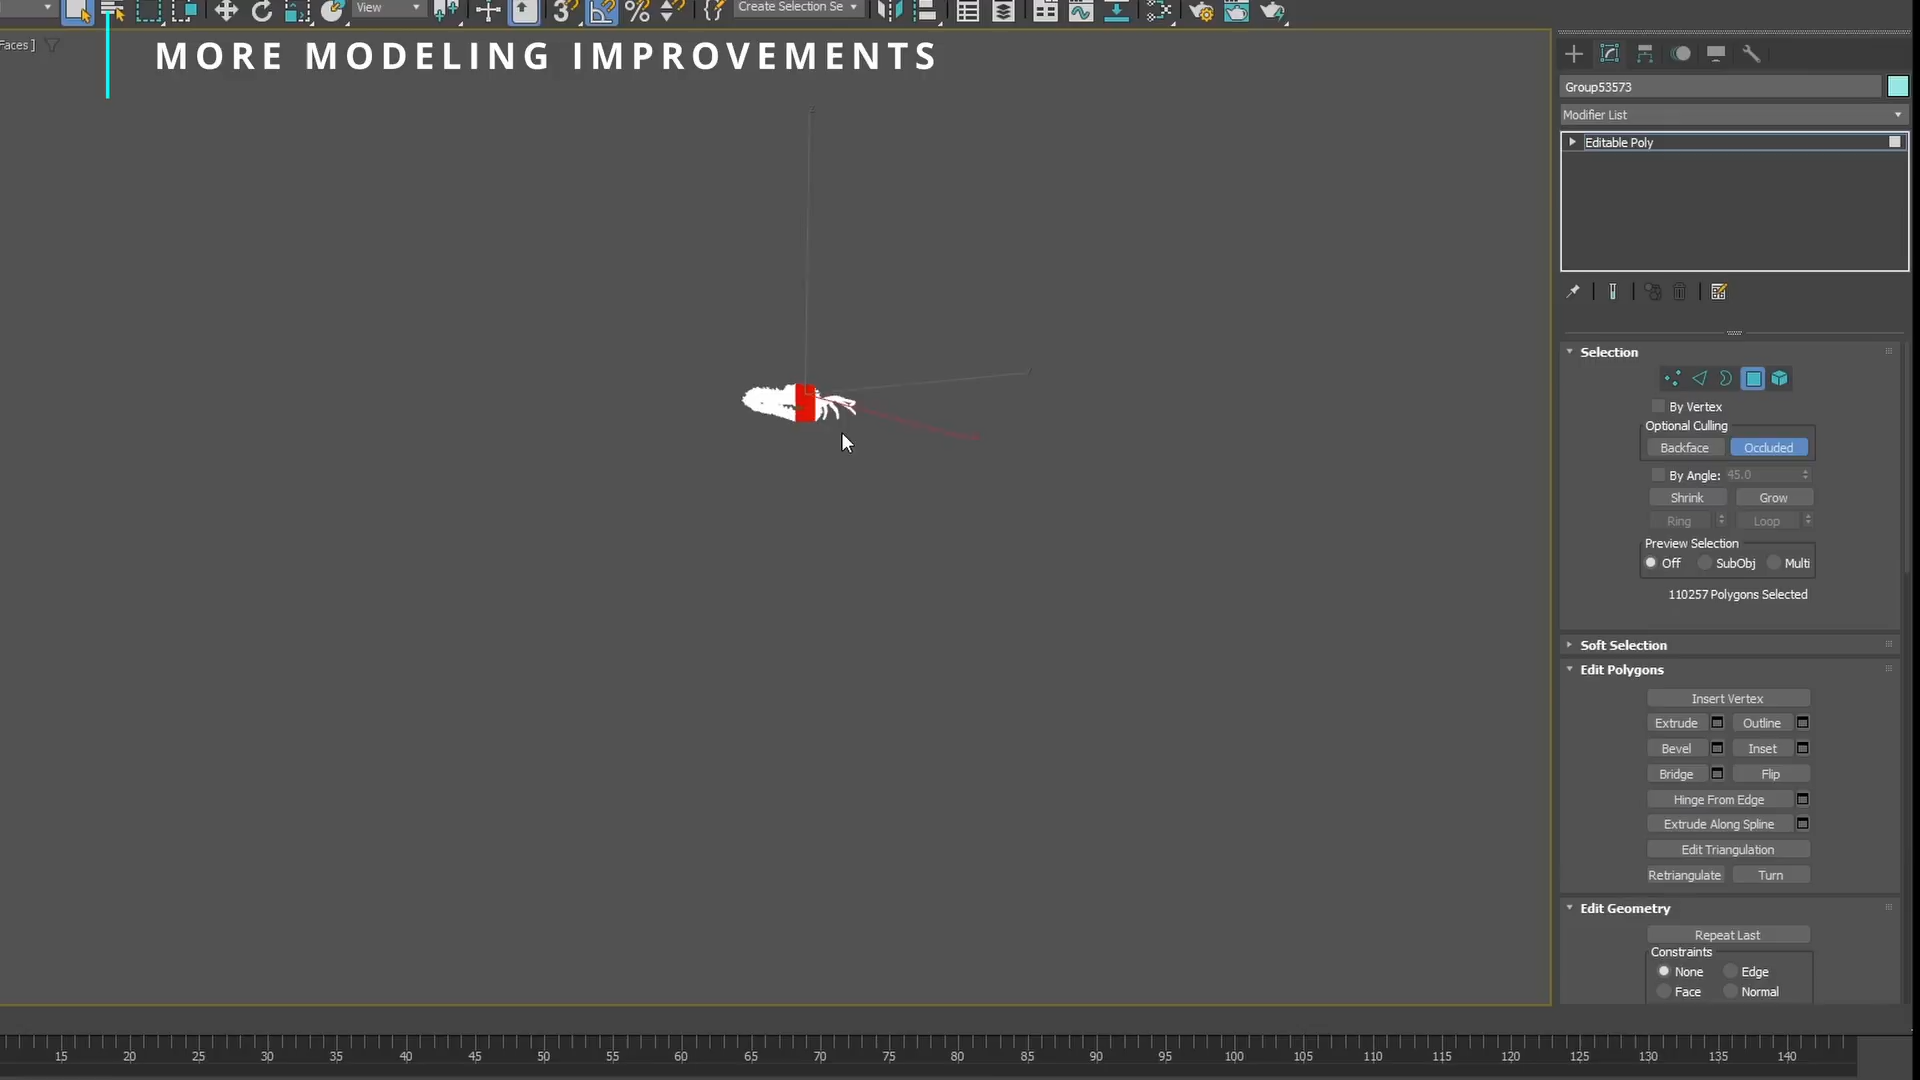 View
Create Selection Se
Faces ]
MORE MODELING IMPROVEMENTS
Group53573
Modifier List
Editable Poly
Selection
By Vertex
Optional Culling
Backface Occluded
By Angle: 45.0
Shrink Grow
Ring Loop
Preview Selection
Off SubObj Multi
110257 Polygons Selected
Soft Selection
Edit Polygons
Insert Vertex
Extrude Outline
Bevel Inset
Bridge Flip
Hinge From Edge
Extrude Along Spline
Edit Triangulation
Retriangulate Turn
Edit Geometry
Repeat Last
Constraints
None Edge
Face Normal
15 20 25 30 35 40 45 50 55 60 65 70 75 80 85 90 95 100 105 110 115 120 125 130 135 140